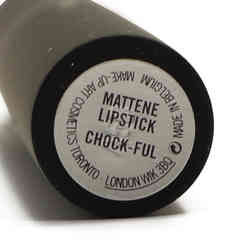 MATTENE
LIPSTICK
CHOCK-FUL
MAKE-UP ART COSMETICS TORONTO - LONDON W1K 3BQ
MADE IN BELGIUM